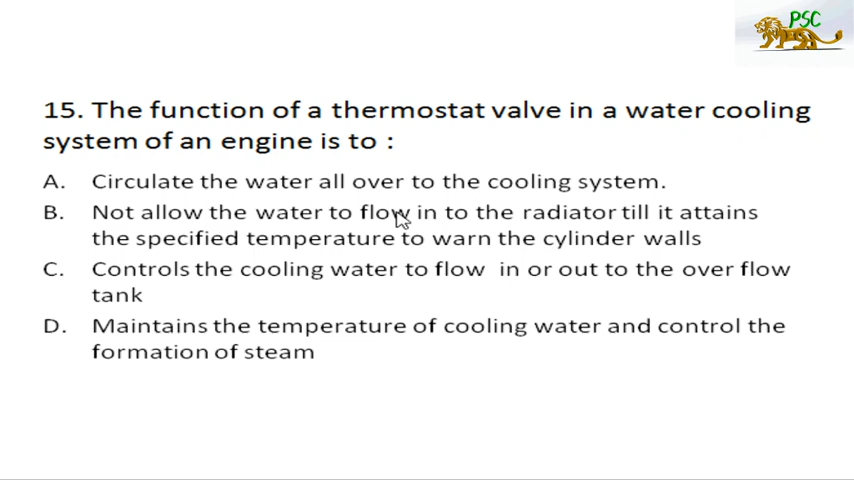 PSC
15. The function of a thermostat valve in a water cooling
system of an engine is to :
A. Circulate the water all over to the cooling system.
B. Not allow the water to flow in to the radiator till it attains
the specified temperature to warn the cylinder walls
C. Controls the cooling water to flow in or out to the over flow
tank
D. Maintains the temperature of cooling water and control the
formation of steam